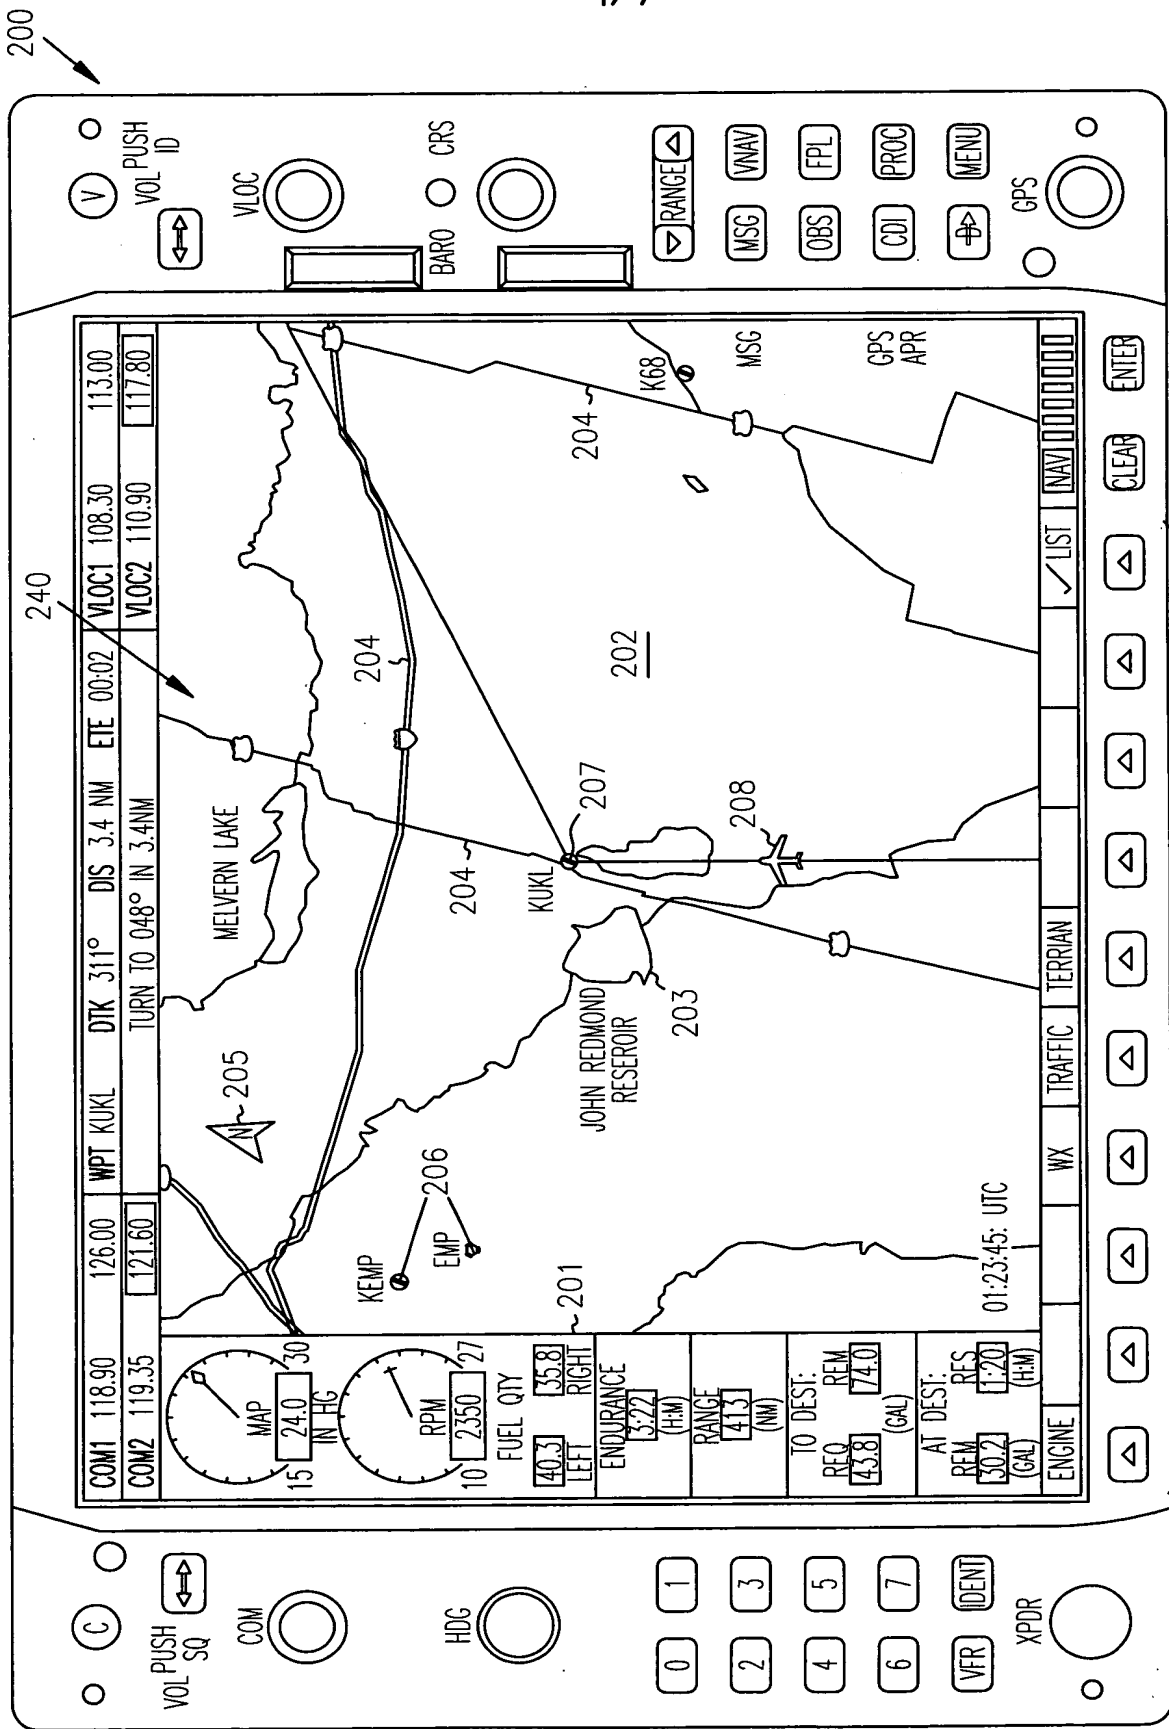 200
COM1 118.90 126.00 WPT KUKL DTK 311° DIS 3.4 NM ETE 00:02 VLOC1 108.30 113.00
COM2 119.35 121.60 TURN TO 048° IN 3.4NM VLOC2 110.90 117.80
240
C
VOL PUSH
SQ
COM
HDG
0 1
2 3
4 5
6 7
VFR IDENT
XPDR
MAP
24.0
15 30
IN HG
RPM
2350
10 27
FUEL QTY
40.3 35.8
LEFT RIGHT
ENDURANCE
3:22
(H:M)
RANGE
413
(NM)
TO DEST:
REQ REM
43.8 74.0
(GAL)
AT DEST:
REM RES
30.2 1:20
(GAL) (H:M)
201
N
205
MELVERN LAKE
204
KEMP
206
EMP
204
KUKL
207
JOHN REDMOND
RESEROIR
203
208
202
204
K68
MSG
GPS
APR
01:23:45: UTC
ENGINE WX TRAFFIC TERRIAN LIST NAV
CLEAR ENTER
V
VOL PUSH
ID
VLOC
BARO CRS
RANGE
MSG VNAV
OBS FPL
CDI PROC
D MENU
GPS